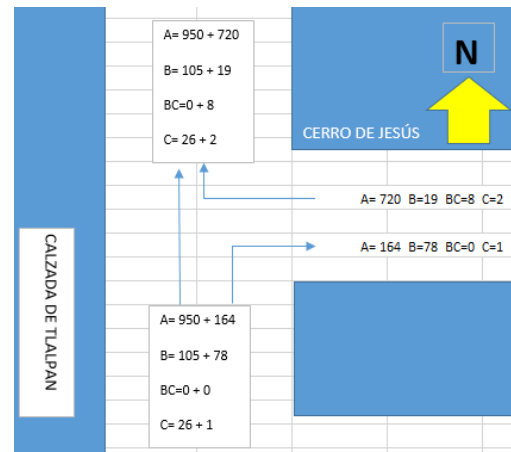 A= 950 + 720
B= 105 + 19
BC=0 + 8
C= 26 + 2
N
CERRO DE JESÚS
A= 720 B=19 BC=8 C=2
A= 164 B=78 BC=0 C=1
CALZADA DE TLALPAN
A= 950 + 164
B= 105 + 78
BC=0 + 0
C= 26 + 1